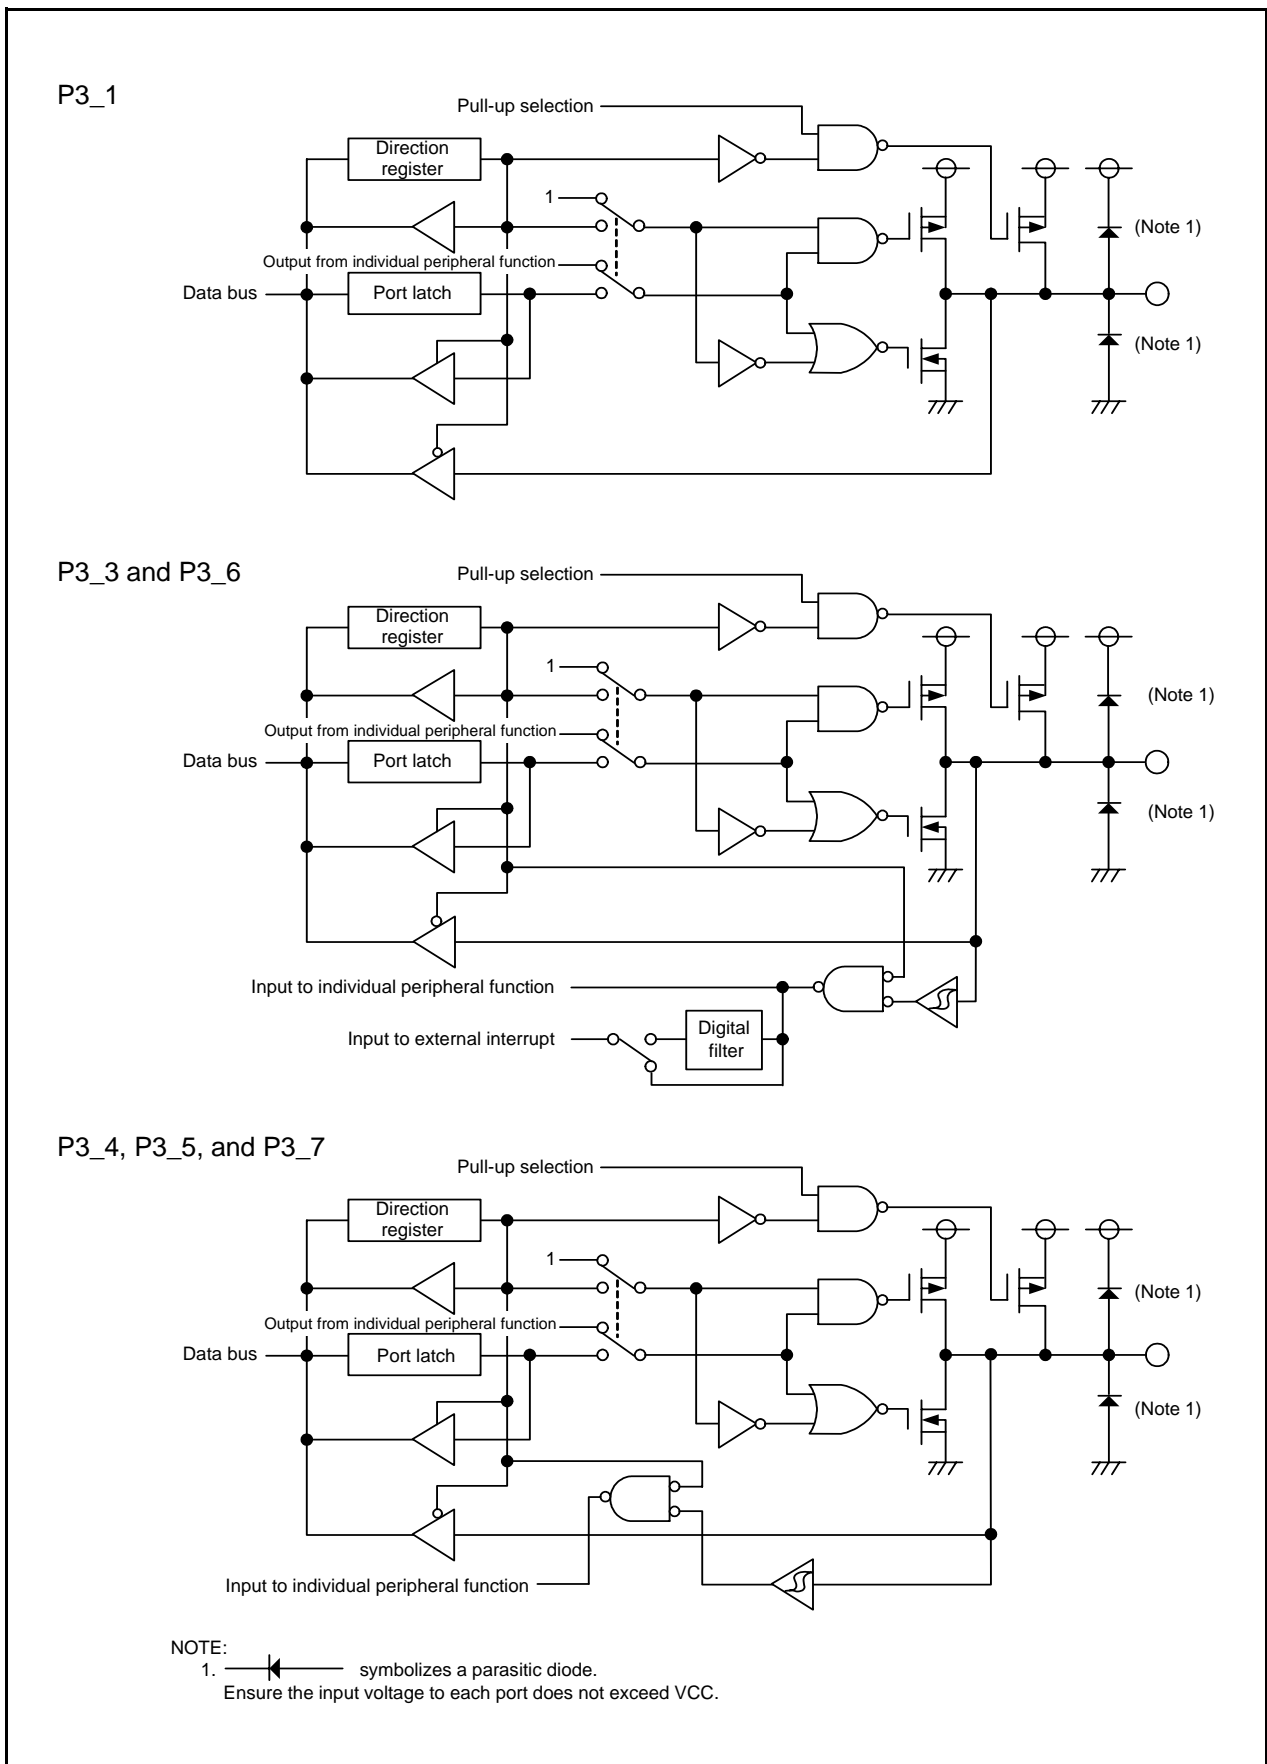 P3_1
Pull-up selection
Direction
register
1
(Note 1)
Output from individual peripheral function
Data bus
Port latch
(Note 1)
P3_3 and P3_6
Pull-up selection
Direction
register
1
(Note 1)
Output from individual peripheral function
Data bus
Port latch
(Note 1)
Input to individual peripheral function
Input to external interrupt
Digital
filter
P3_4, P3_5, and P3_7
Pull-up selection
Direction
register
1
(Note 1)
Output from individual peripheral function
Data bus
Port latch
(Note 1)
Input to individual peripheral function
NOTE:
1. symbolizes a parasitic diode.
Ensure the input voltage to each port does not exceed VCC.